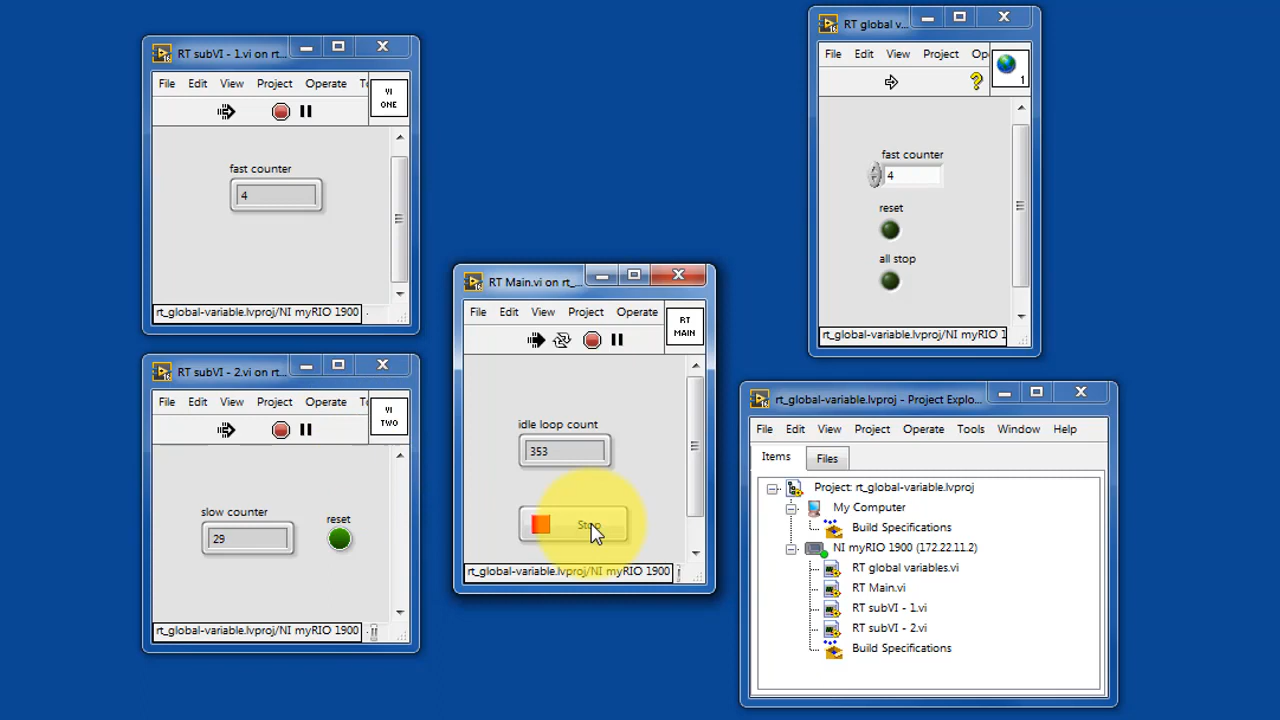 RT subVI - 1.vi on rt_...
File Edit View Project Operate
VI
ONE
fast counter
4
rt_global-variable.lvproj/NI myRIO 1900
RT subVI - 2.vi on rt_...
File Edit View Project Operate
VI
TWO
slow counter
29
reset
rt_global-variable.lvproj/NI myRIO 1900
RT Main.vi on rt_...
File Edit View Project Operate
RT
MAIN
idle loop count
353
Stop
rt_global-variable.lvproj/NI myRIO 1900
RT global v...
File Edit View Project Op
?
1
fast counter
4
reset
all stop
rt_global-variable.lvproj/NI myRIO 1
rt_global-variable.lvproj - Project Explo...
File Edit View Project Operate Tools Window Help
Items Files
Project: rt_global-variable.lvproj
My Computer
Build Specifications
NI myRIO 1900 (172.22.11.2)
RT global variables.vi
RT Main.vi
RT subVI - 1.vi
RT subVI - 2.vi
Build Specifications